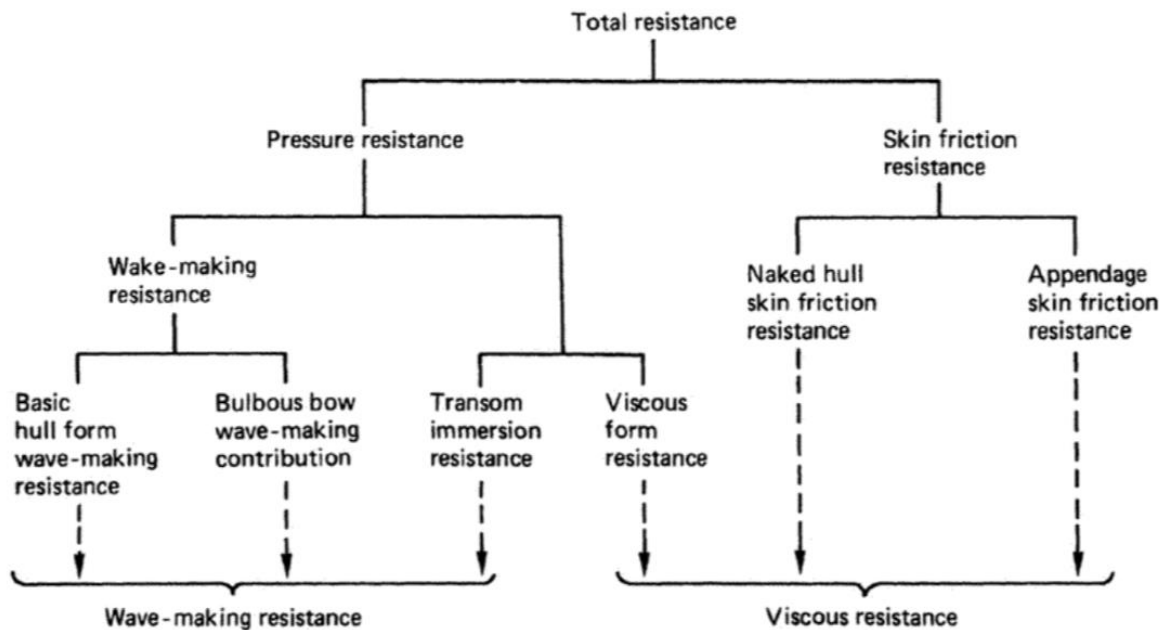 Total resistance
Pressure resistance
Skin friction
resistance
Wake-making
resistance
Naked hull
skin friction
resistance
Appendage
skin friction
resistance
Basic
hull form
wave-making
resistance
Bulbous bow
wave-making
contribution
Transom
immersion
resistance
Viscous
form
resistance
Wave-making resistance
Viscous resistance